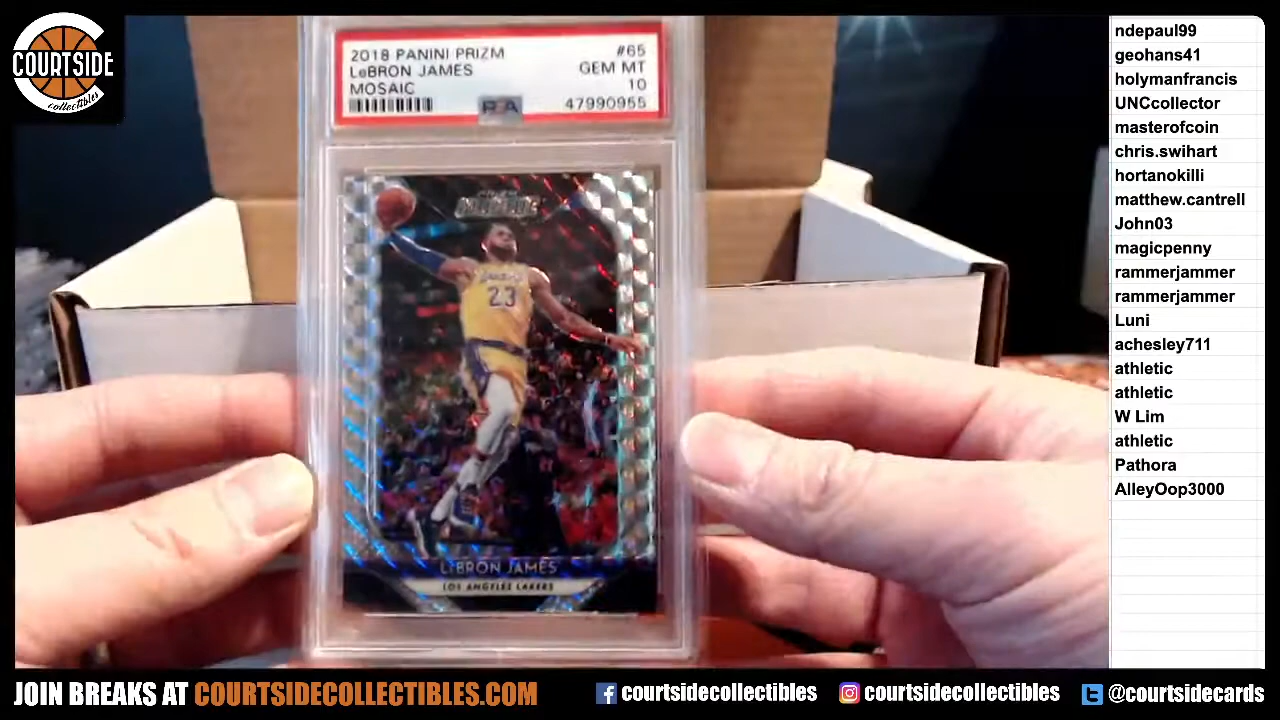 COURTSIDE
collectibles
2018 PANINI PRIZM
#65
LeBRON JAMES
GEM MT
MOSAIC
10
PSA
47990955
23
LeBRON JAMES
LOS ANGELES LAKERS
ndepaul99
geohans41
holymanfrancis
UNCcollector
masterofcoin
chris.swihart
hortanokilli
matthew.cantrell
John03
magicpenny
rammerjammer
rammerjammer
Luni
achesley711
athletic
athletic
W Lim
athletic
Pathora
AlleyOop3000
JOIN BREAKS AT COURTSIDECOLLECTIBLES.COM
courtsidecollectibles
courtsidecollectibles
@courtsidecards